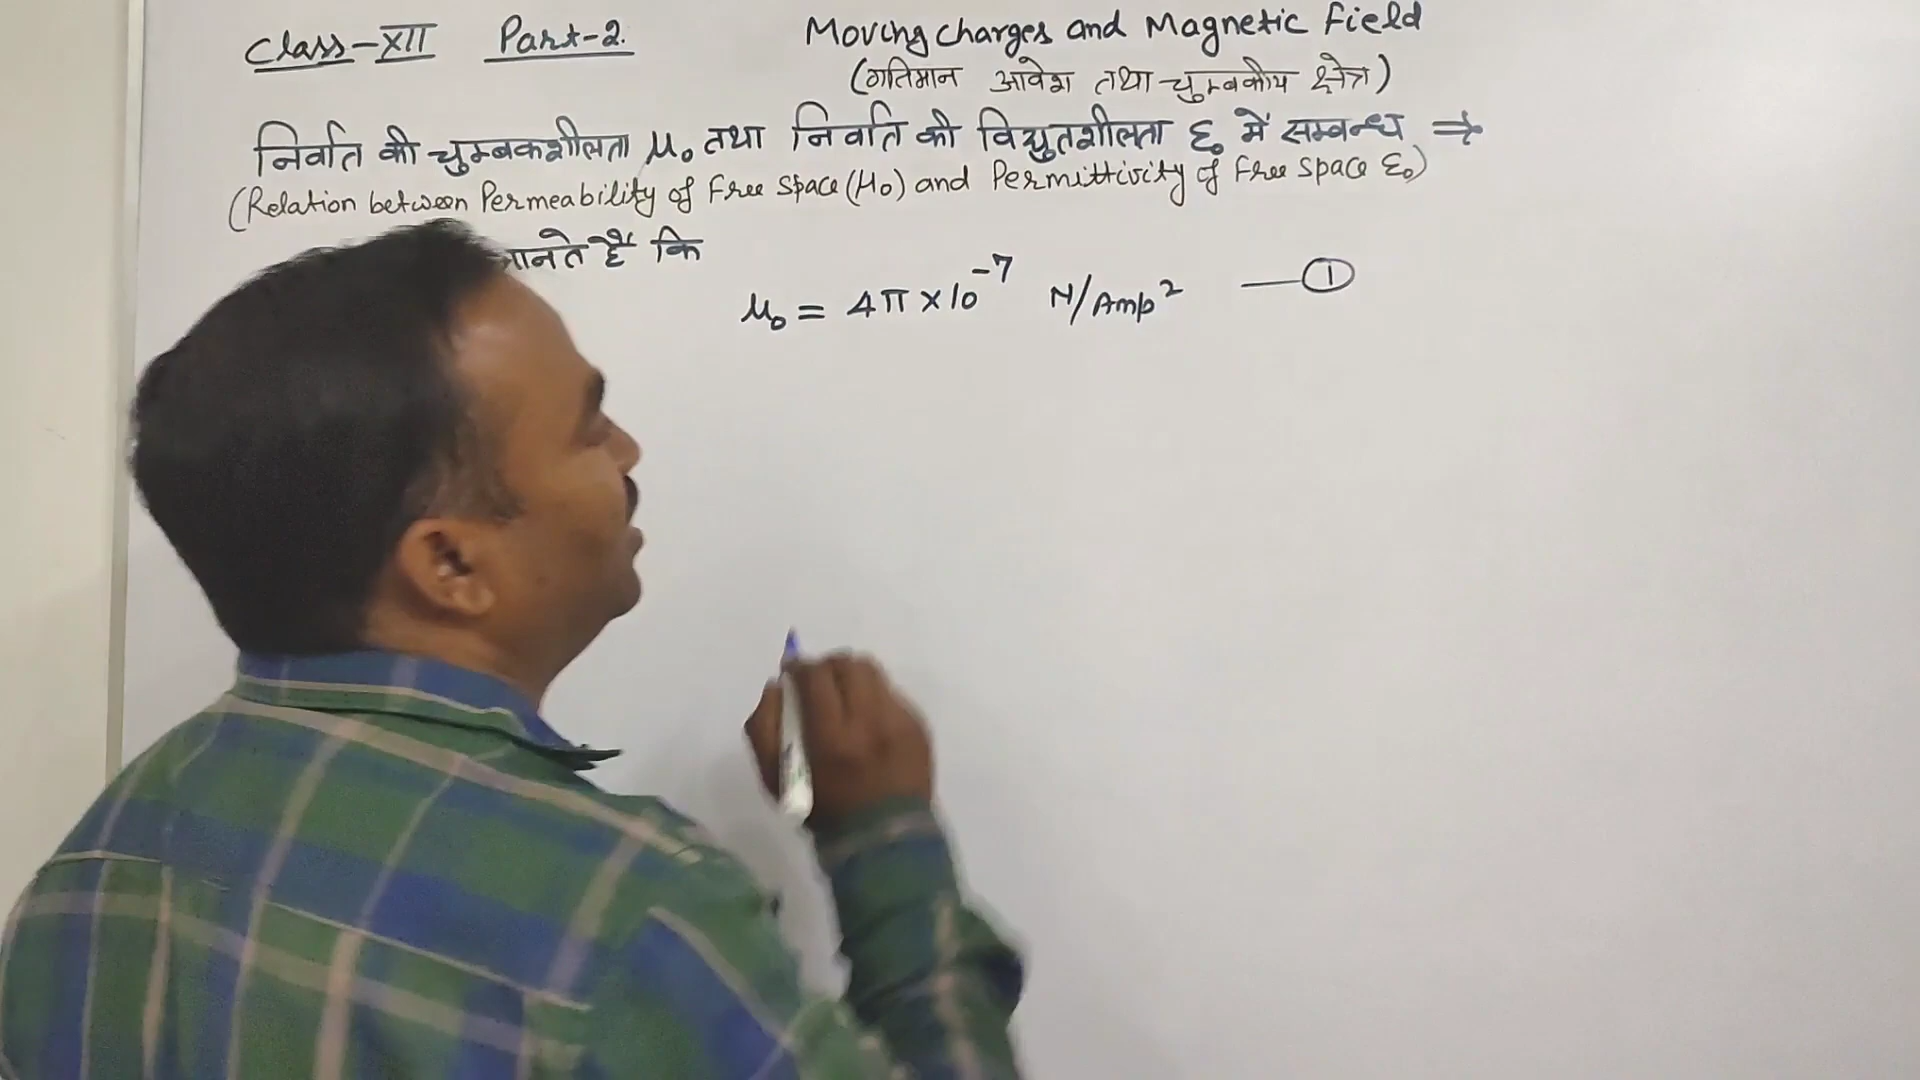 Class-XII Part-2. Moving charges and Magnetic Field
(गतिमान आवेश तथा चुम्बकीय क्षेत्र)
निर्वात की चुम्बकशीलता μ₀ तथा निर्वात की विद्युतशीलता ε₀ में सम्बन्ध ⇒
(Relation between Permeability of Free Space (μ₀) and Permittivity of Free Space ε₀)
जानते हैं कि
μ₀ = 4π × 10⁻⁷ N/Amp² —①